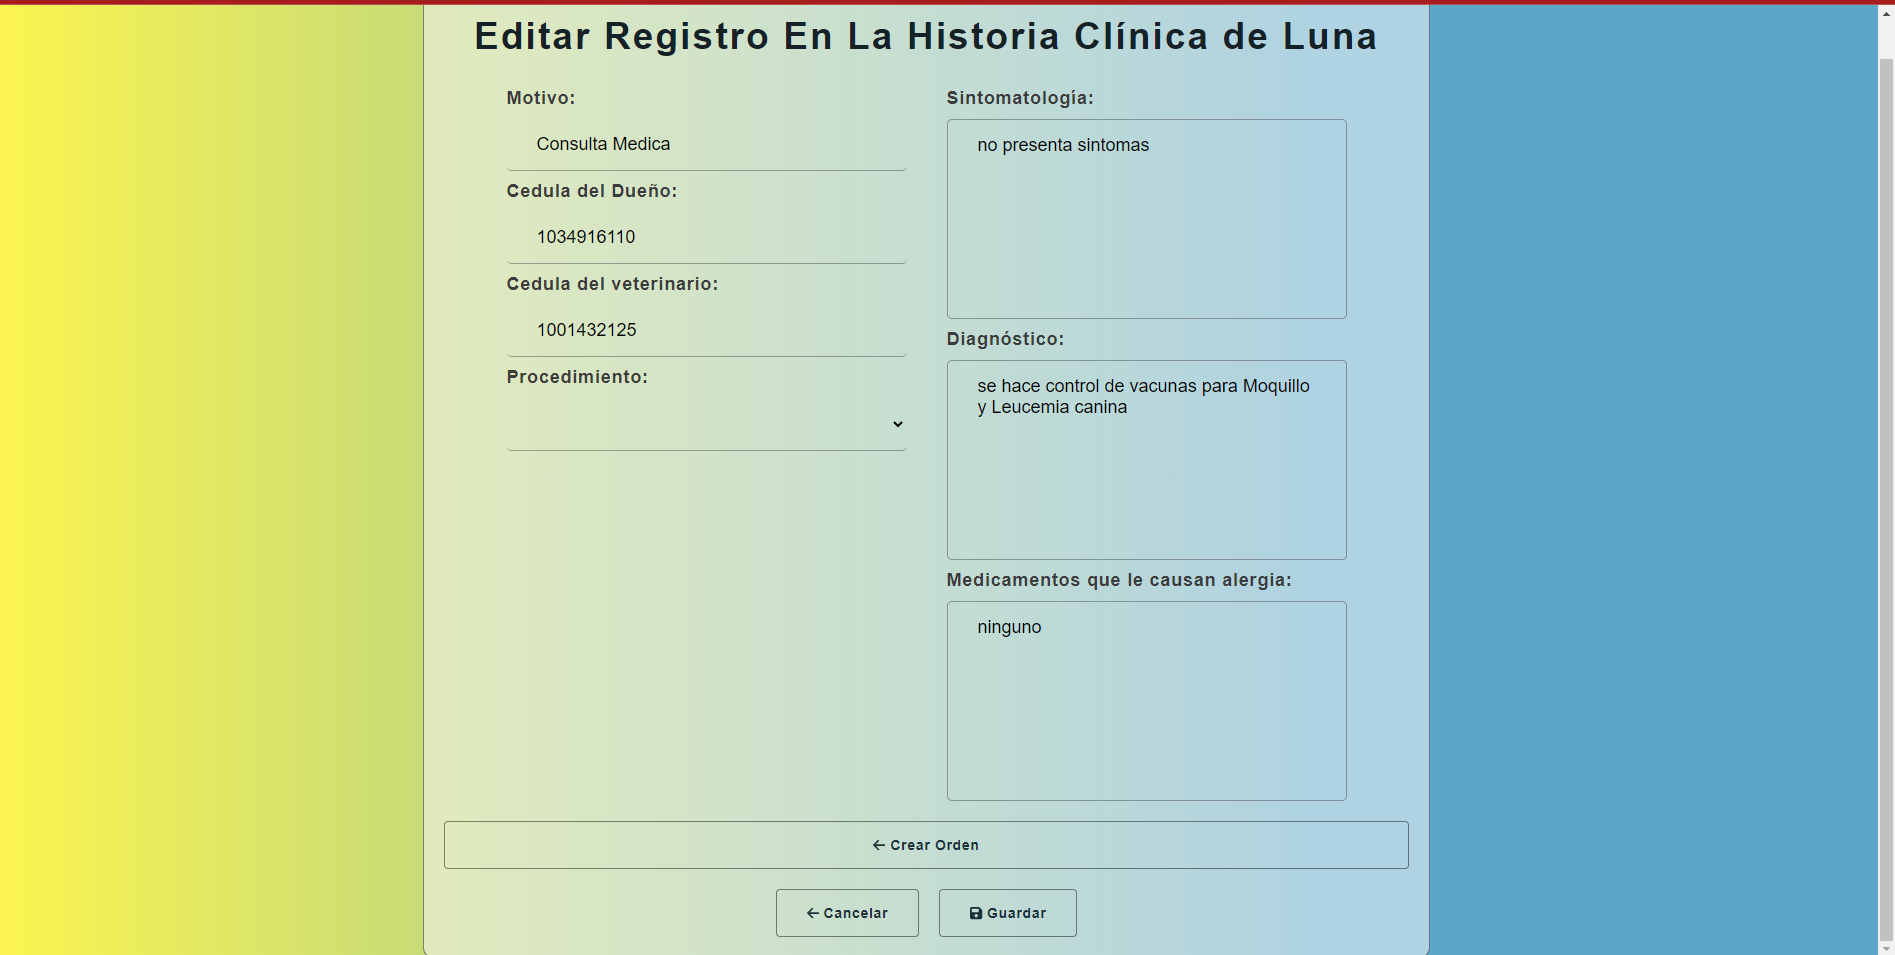 Editar Registro En La Historia Clínica de Luna
Motivo:
Consulta Medica
Cedula del Dueño:
1034916110
Cedula del veterinario:
1001432125
Procedimiento:
Sintomatología:
no presenta sintomas
Diagnóstico:
se hace control de vacunas para Moquillo
y Leucemia canina
Medicamentos que le causan alergia:
ninguno
Crear Orden
Cancelar
Guardar